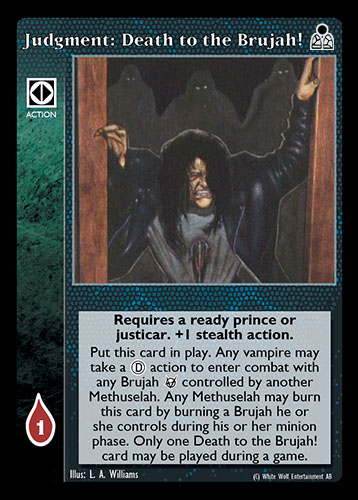 Judgment: Death to the Brujah!
ACTION
Requires a ready prince or
justicar. +1 stealth action.
Put this card in play. Any vampire may
take a Ⓓ action to enter combat with
any Brujah controlled by another
Methuselah. Any Methuselah may burn
this card by burning a Brujah he or
she controls during his or her minion
phase. Only one Death to the Brujah!
card may be played during a game.
1
Illus: L. A. Williams
(C) White Wolf Entertainment AB